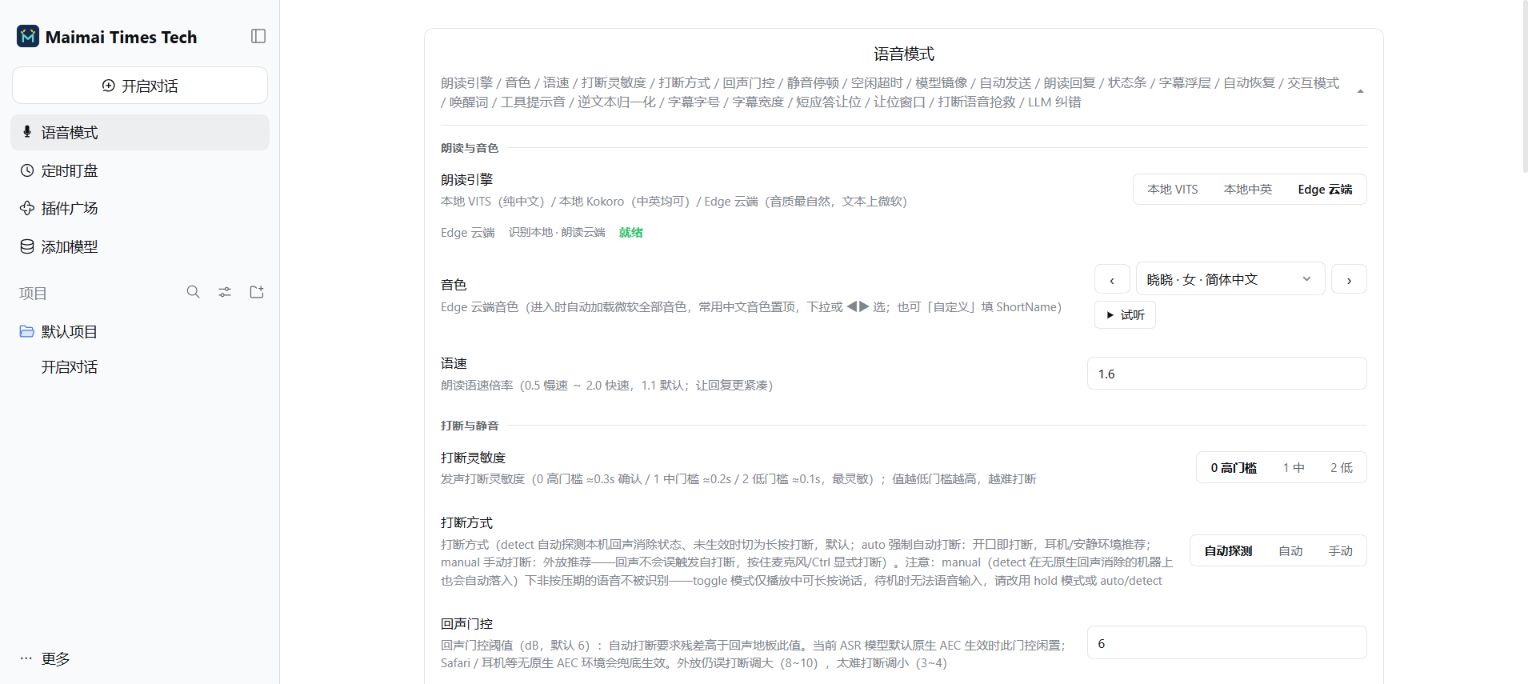 Maimai Times Tech
开启对话
语音模式
定时盯盘
插件广场
添加模型
项目
默认项目
开启对话
··· 更多
语音模式
朗读引擎 / 音色 / 语速 / 打断灵敏度 / 打断方式 / 回声门控 / 静音停顿 / 空闲超时 / 模型镜像 / 自动发送 / 朗读回复 / 状态条 / 字幕浮层 / 自动恢复 / 交互模式
/ 唤醒词 / 工具提示音 / 逆文本归一化 / 字幕字号 / 字幕宽度 / 短应答让位 / 让位窗口 / 打断语音抢救 / LLM 纠错
朗读与音色
朗读引擎
本地 VITS（纯中文）/ 本地 Kokoro（中英均可）/ Edge 云端（音质最自然，文本上微软）
本地 VITS 本地中英 Edge 云端
Edge 云端 识别本地 · 朗读云端 就绪
音色
Edge 云端音色（进入时自动加载微软全部音色，常用中文音色置顶，下拉或 ◀▶ 选；也可「自定义」填 ShortName）
‹ 晓晓 · 女 · 简体中文 ›
▶ 试听
语速
朗读语速倍率（0.5 慢速 ~ 2.0 快速，1.1 默认；让回复更紧凑）
1.6
打断与静音
打断灵敏度
发声打断灵敏度（0 高门槛 ≈0.3s 确认 / 1 中门槛 ≈0.2s / 2 低门槛 ≈0.1s，最灵敏）；值越低门槛越高，越难打断
0 高门槛 1 中 2 低
打断方式
打断方式（detect 自动探测本机回声消除状态、未生效时切为长按打断，默认；auto 强制自动打断：开口即打断，耳机/安静环境推荐；
manual 手动打断：外放推荐——回声不会误触发自打断，按住麦克风/Ctrl 显式打断）。注意：manual（detect 在无原生回声消除的机器上
也会自动落入）下非按压期的语音不被识别——toggle 模式仅播放中可长按说话，待机时无法语音输入，请改用 hold 模式或 auto/detect
自动探测 自动 手动
回声门控
回声门控阈值（dB，默认 6）：自动打断要求残差高于回声地板此值。当前 ASR 模型默认原生 AEC 生效时此门控闲置；
Safari / 耳机等无原生 AEC 环境会兜底生效。外放仍误打断调大（8~10），太难打断调小（3~4）
6